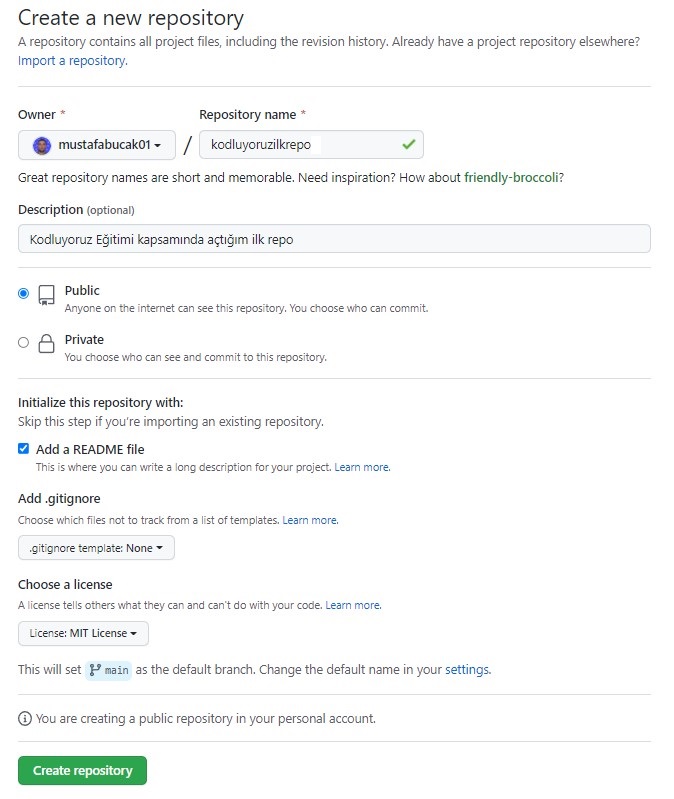 Create a new repository
A repository contains all project files, including the revision history. Already have a project repository elsewhere?
Import a repository.
Owner *
Repository name *
mustafabucak01
/
kodluyoruzilkrepo
Great repository names are short and memorable. Need inspiration? How about friendly-broccoli?
Description (optional)
Kodluyoruz Eğitimi kapsamında açtığım ilk repo
Public
Anyone on the internet can see this repository. You choose who can commit.
Private
You choose who can see and commit to this repository.
Initialize this repository with:
Skip this step if you're importing an existing repository.
Add a README file
This is where you can write a long description for your project. Learn more.
Add .gitignore
Choose which files not to track from a list of templates. Learn more.
.gitignore template: None
Choose a license
A license tells others what they can and can't do with your code. Learn more.
License: MIT License
This will set main as the default branch. Change the default name in your settings.
You are creating a public repository in your personal account.
Create repository